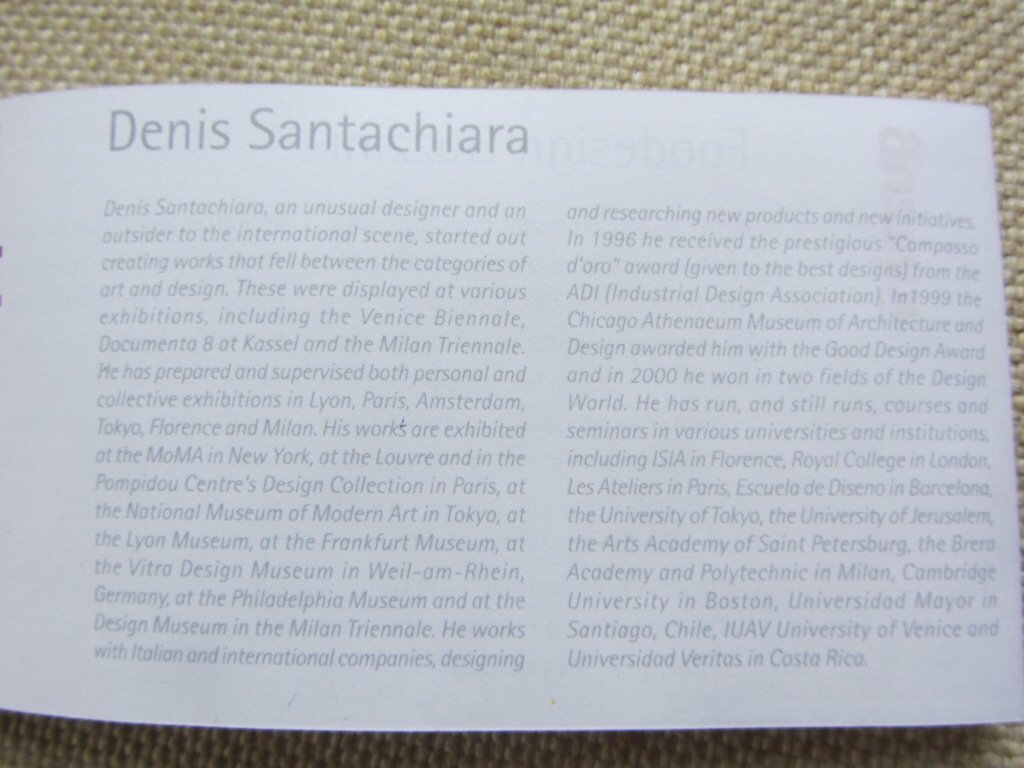 Denis Santachiara
Denis Santachiara, an unusual designer and an
outsider to the international scene, started out
creating works that fell between the categories of
art and design. These were displayed at various
exhibitions, including the Venice Biennale,
Documenta 8 at Kassel and the Milan Triennale.
He has prepared and supervised both personal and
collective exhibitions in Lyon, Paris, Amsterdam,
Tokyo, Florence and Milan. His works are exhibited
at the MoMA in New York, at the Louvre and in the
Pompidou Centre's Design Collection in Paris, at
the National Museum of Modern Art in Tokyo, at
the Lyon Museum, at the Frankfurt Museum, at
the Vitra Design Museum in Weil-am-Rhein,
Germany, at the Philadelphia Museum and at the
Design Museum in the Milan Triennale. He works
with Italian and international companies, designing
and researching new products and new initiatives.
In 1996 he received the prestigious "Compasso
d'oro" award (given to the best designs) from the
ADI (Industrial Design Association). In1999 the
Chicago Athenaeum Museum of Architecture and
Design awarded him with the Good Design Award
and in 2000 he won in two fields of the Design
World. He has run, and still runs, courses and
seminars in various universities and institutions,
including ISIA in Florence, Royal College in London,
Les Ateliers in Paris, Escuela de Diseno in Barcelona,
the University of Tokyo, the University of Jerusalem,
the Arts Academy of Saint Petersburg, the Brera
Academy and Polytechnic in Milan, Cambridge
University in Boston, Universidad Mayor in
Santiago, Chile, IUAV University of Venice and
Universidad Veritas in Costa Rica.